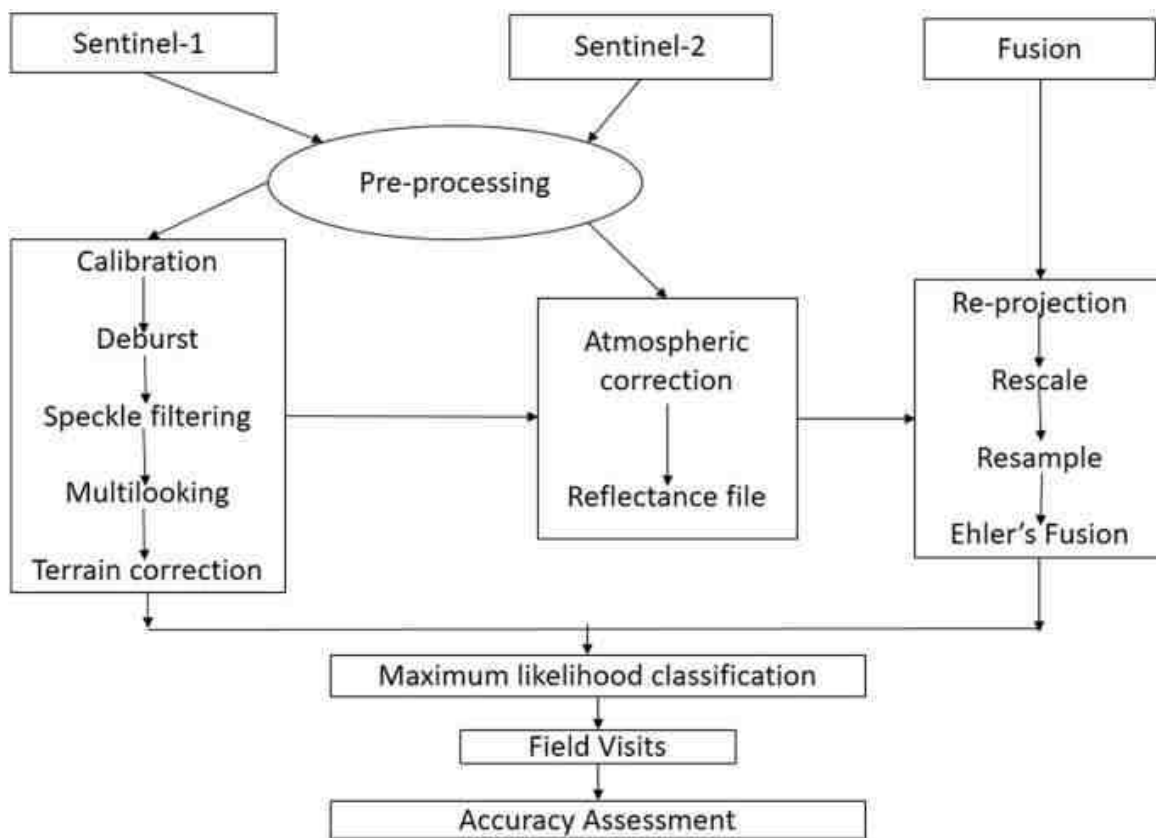 Sentinel-1
Sentinel-2
Fusion
Pre-processing
Calibration
Deburst
Speckle filtering
Multilooking
Terrain correction
Atmospheric
correction
Reflectance file
Re-projection
Rescale
Resample
Ehler's Fusion
Maximum likelihood classification
Field Visits
Accuracy Assessment